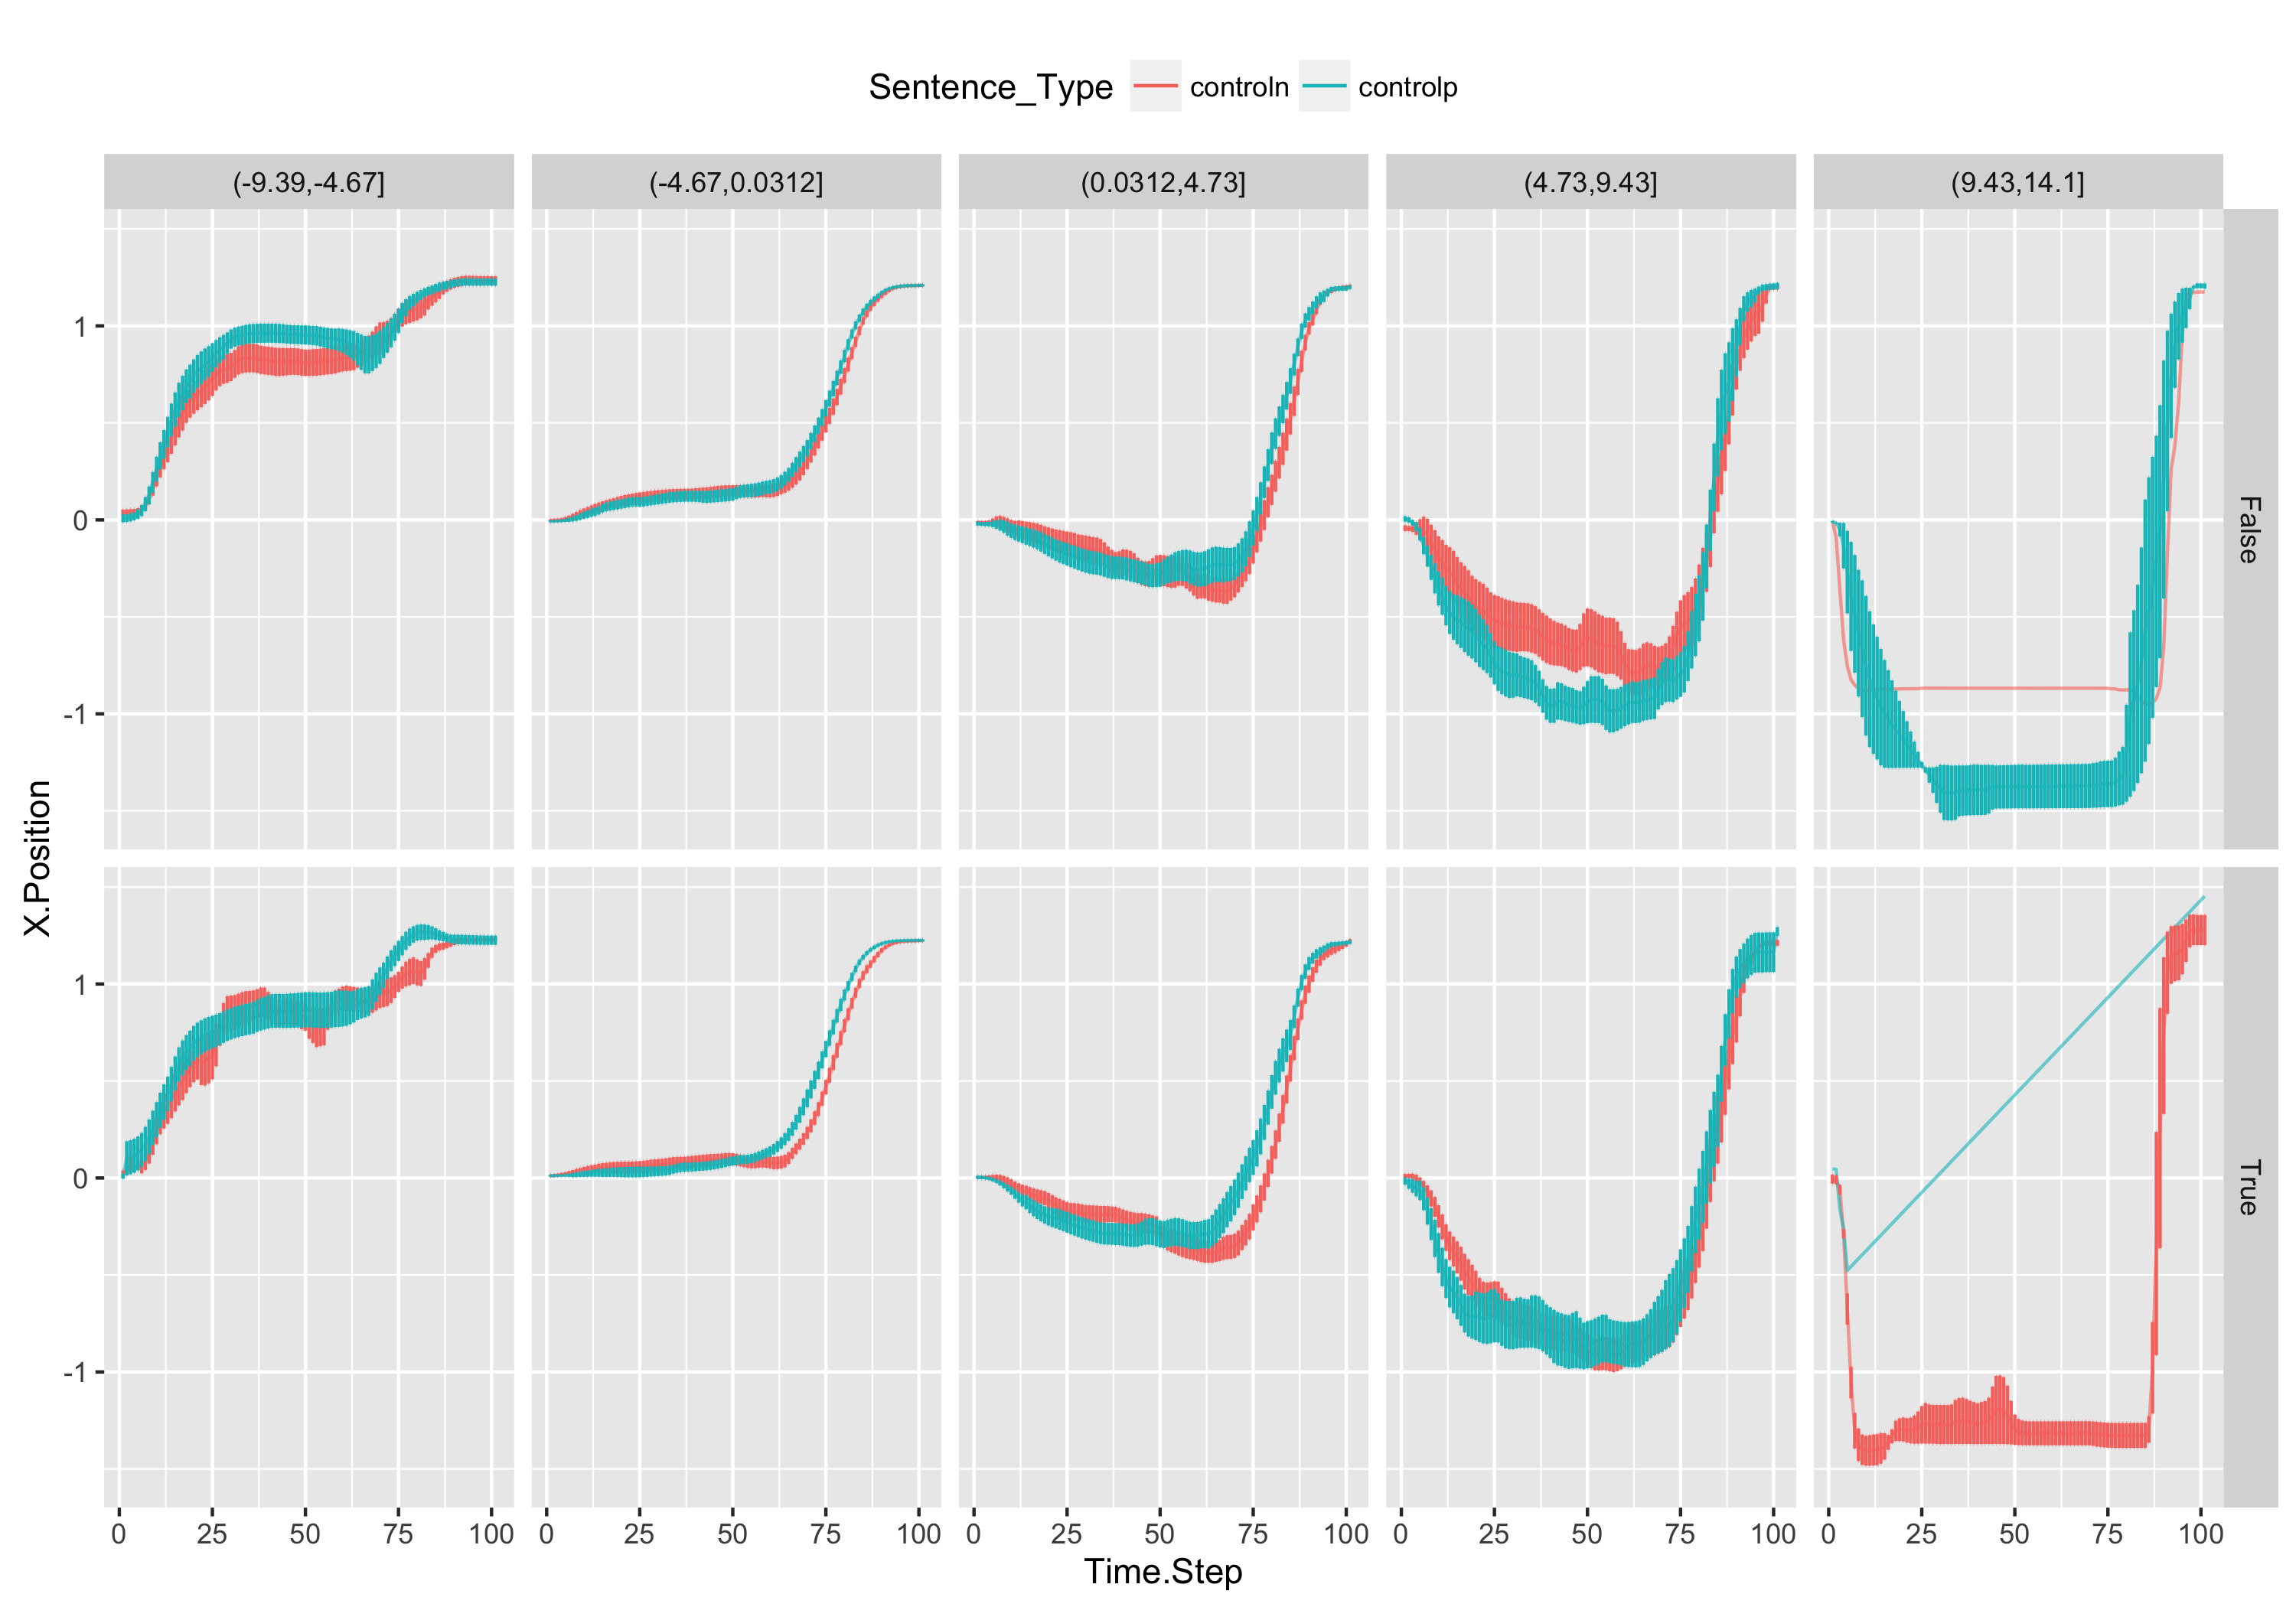 Sentence_Type controln controlp
(-9.39,-4.67] (-4.67,0.0312] (0.0312,4.73] (4.73,9.43] (9.43,14.1]
1
0
-1
False
X.Position
1
0
-1
True
0 25 50 75 100 0 25 50 75 100 0 25 50 75 100 0 25 50 75 100 0 25 50 75 100
Time.Step